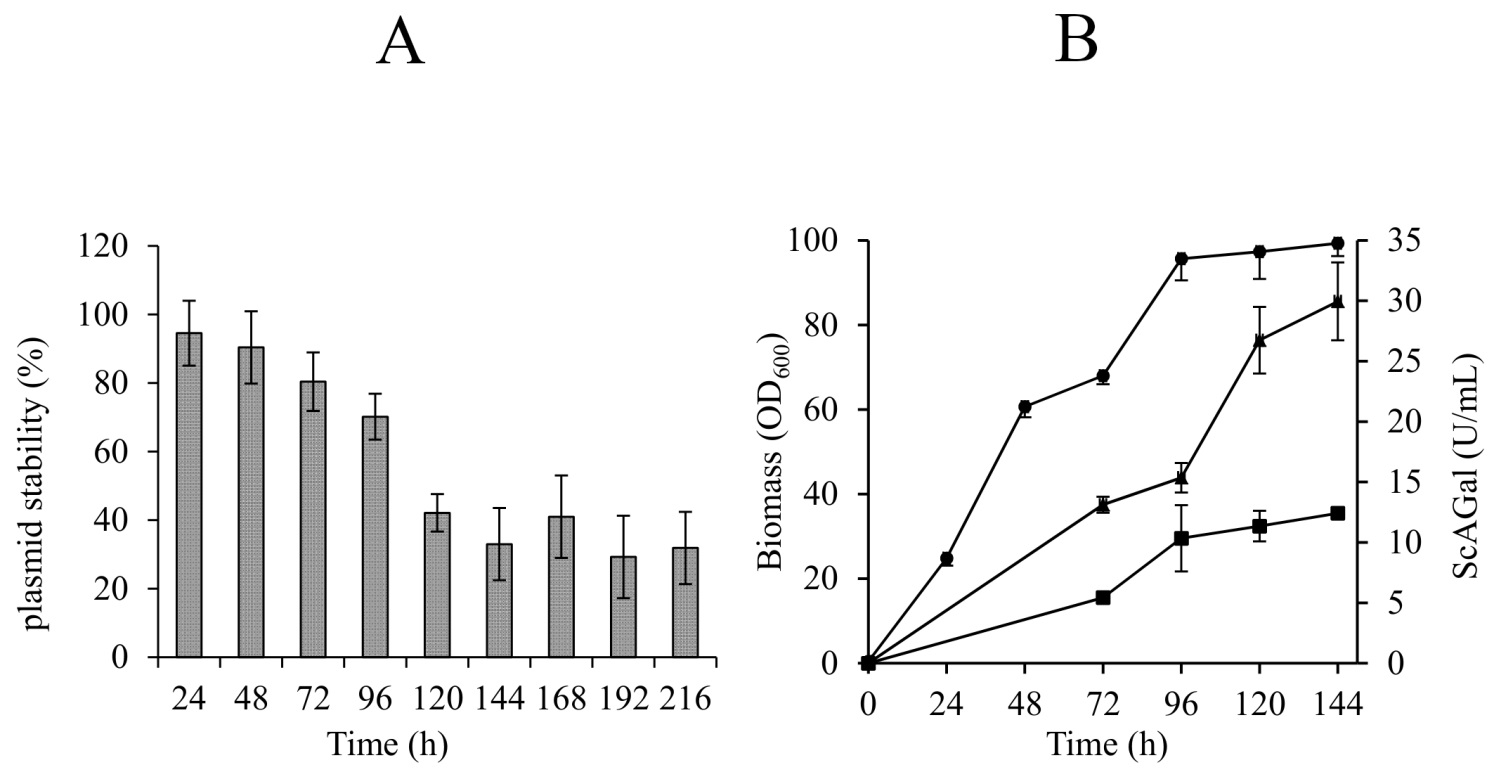 A
B
plasmid stability (%)
120
100
80
60
40
20
0
24 48 72 96 120 144 168 192 216
Time (h)
Biomass (OD600)
100
80
60
40
20
0
0 24 48 72 96 120 144
Time (h)
35
30
25
20
15
10
5
0
ScAGal (U/mL)